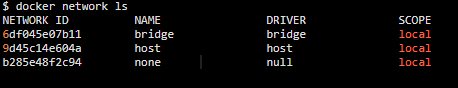 $ docker network ls
NETWORK ID          NAME                DRIVER              SCOPE
6df045e07b11        bridge              bridge              local
9d45c14e604a        host                host                local
b285e48f2c94        none                null                local